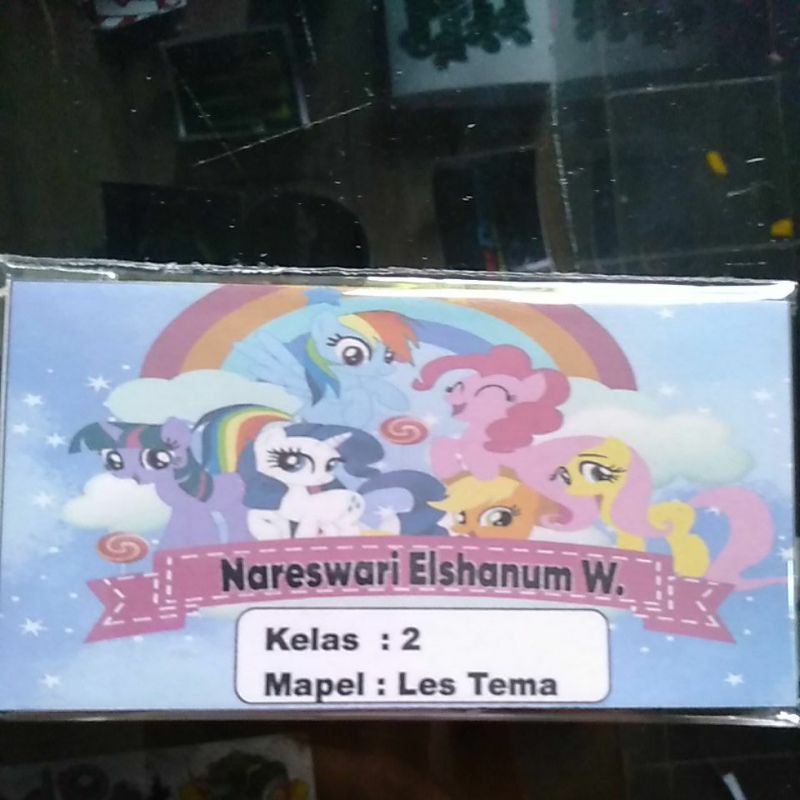 Nareswari Elshanum W.
Kelas : 2
Mapel : Les Tema